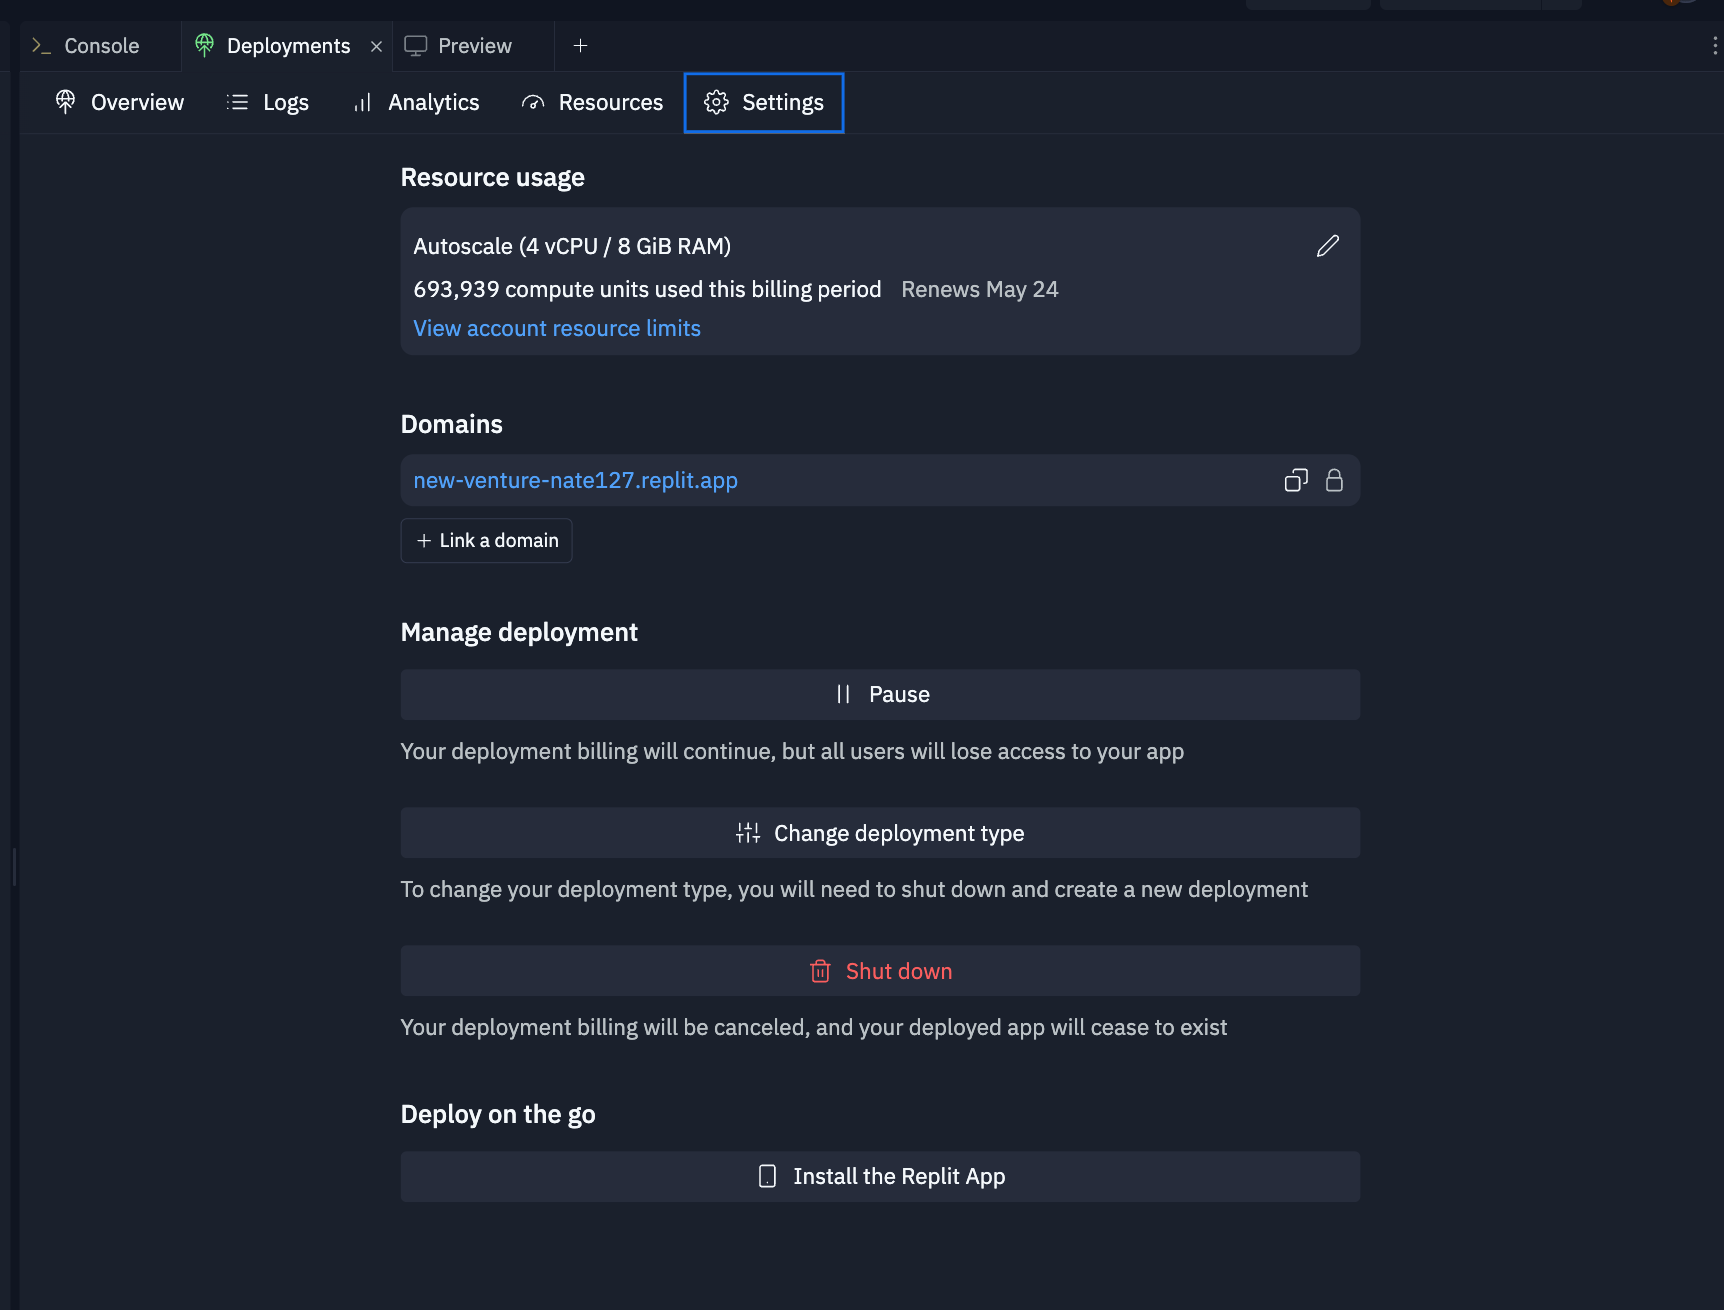 Console
Deployments
Preview
Overview
Logs
Analytics
Resources
Settings
Resource usage
Autoscale (4 vCPU / 8 GiB RAM)
693,939 compute units used this billing period Renews May 24
View account resource limits
Domains
new-venture-nate127.replit.app
+ Link a domain
Manage deployment
Pause
Your deployment billing will continue, but all users will lose access to your app
Change deployment type
To change your deployment type, you will need to shut down and create a new deployment
Shut down
Your deployment billing will be canceled, and your deployed app will cease to exist
Deploy on the go
Install the Replit App